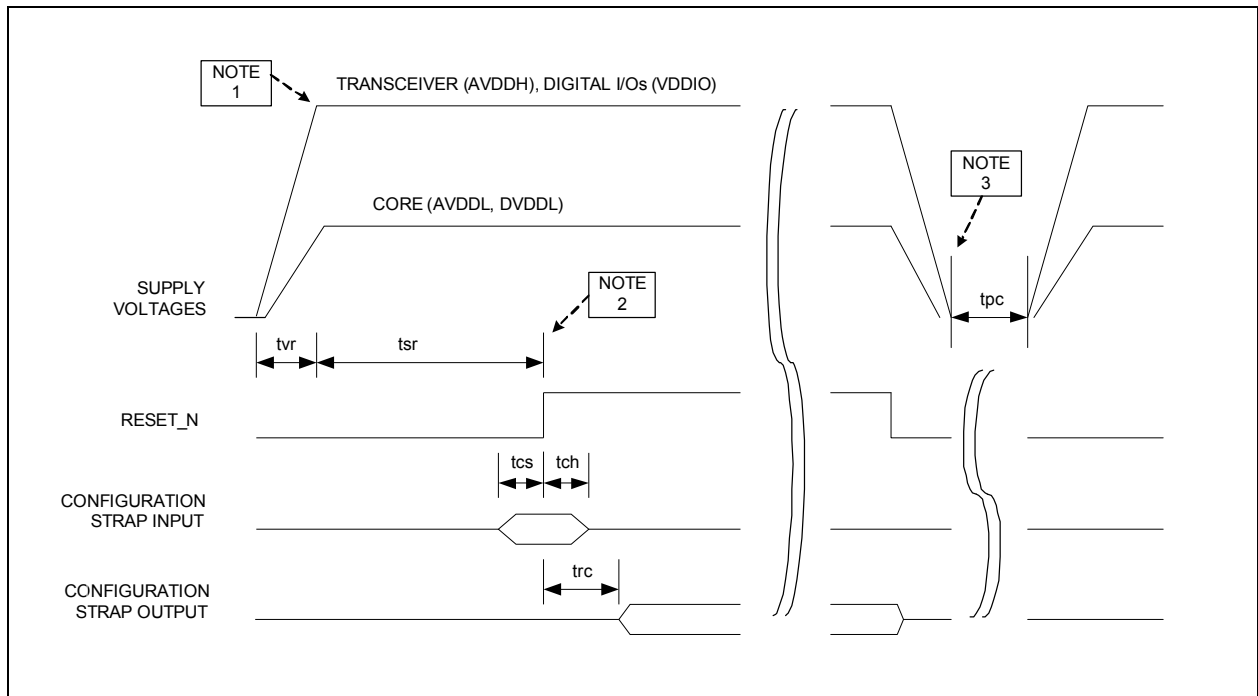 NOTE
1
TRANSCEIVER (AVDDH), DIGITAL I/Os (VDDIO)
NOTE
3
CORE (AVDDL, DVDDL)
SUPPLY
VOLTAGES
NOTE
2
tpc
tvr
tsr
RESET_N
tcs
tch
CONFIGURATION
STRAP INPUT
trc
CONFIGURATION
STRAP OUTPUT